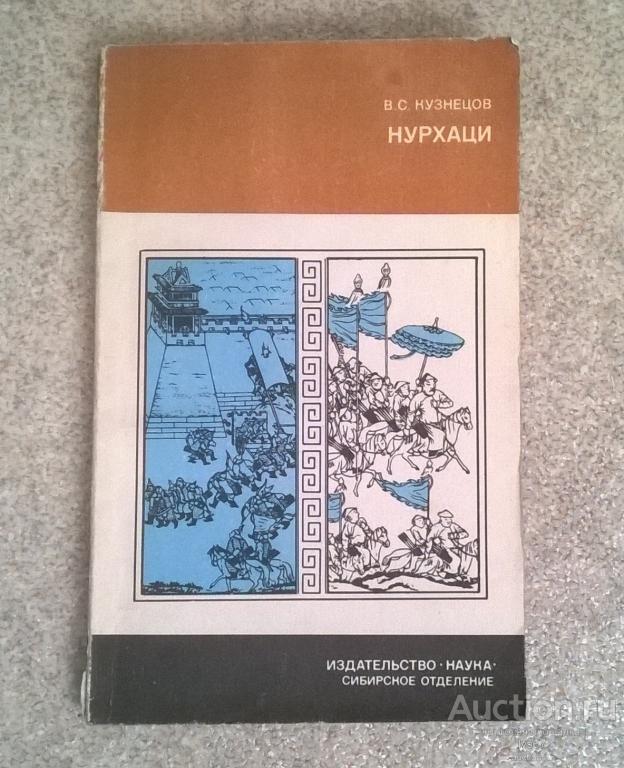 В.С. КУЗНЕЦОВ
НУРХАЦИ
ИЗДАТЕЛЬСТВО · НАУКА ·
СИБИРСКОЕ ОТДЕЛЕНИЕ
Auction.ru